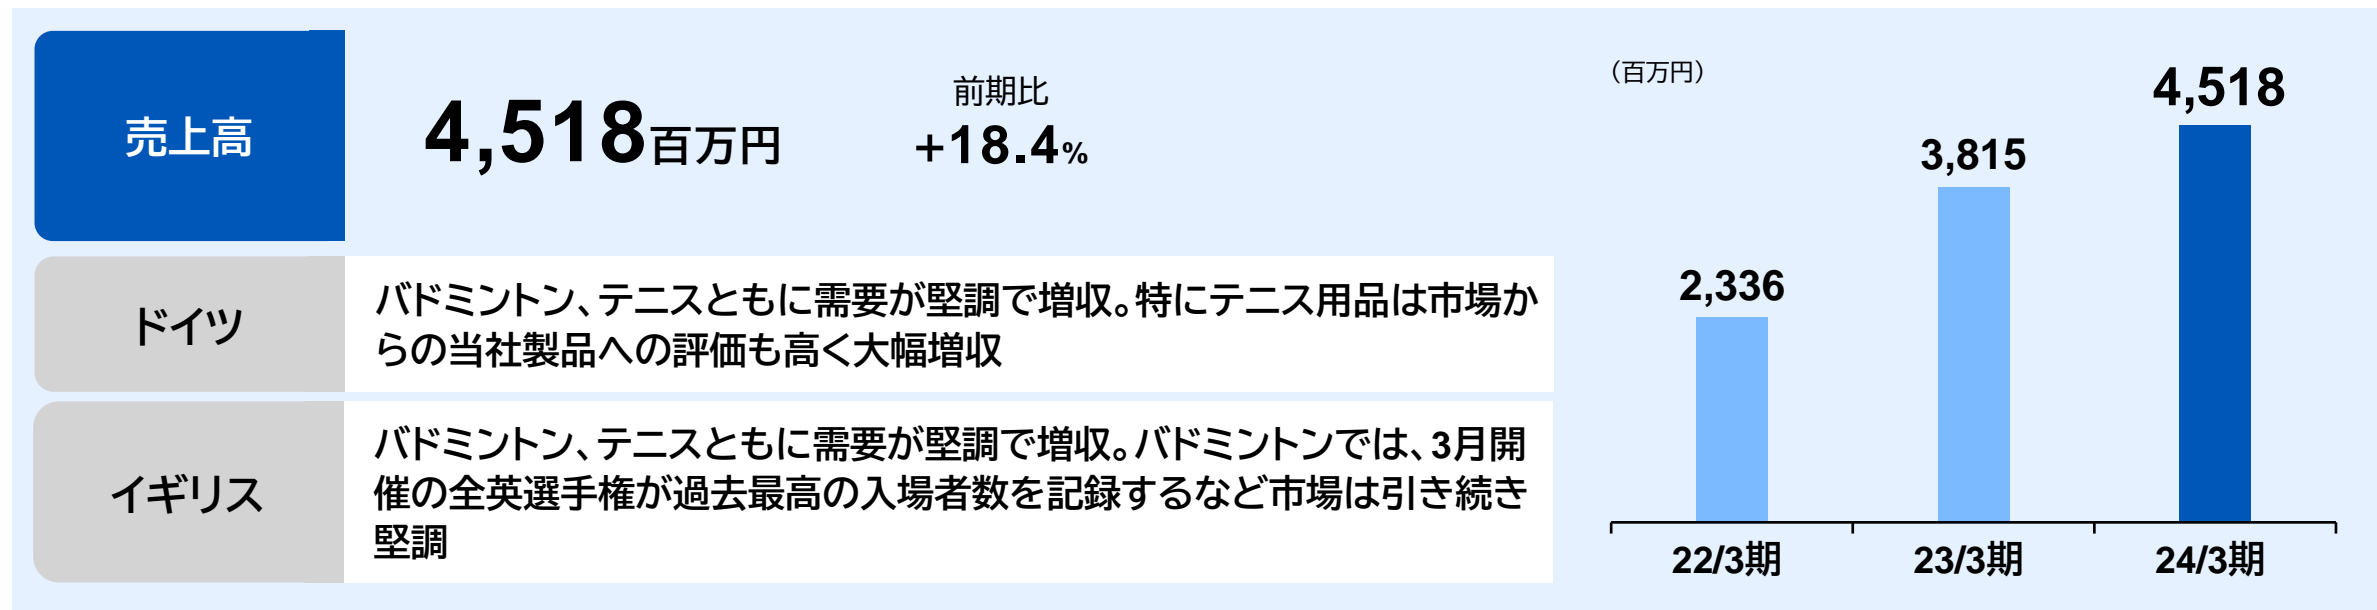 売上高
4,518百万円
前期比
+18.4%
ドイツ
バドミントン、テニスともに需要が堅調で増収。特にテニス用品は市場か
らの当社製品への評価も高く大幅増収
イギリス
バドミントン、テニスともに需要が堅調で増収。バドミントンでは、3月開
催の全英選手権が過去最高の入場者数を記録するなど市場は引き続き
堅調
（百万円）
2,336
3,815
4,518
22/3期
23/3期
24/3期